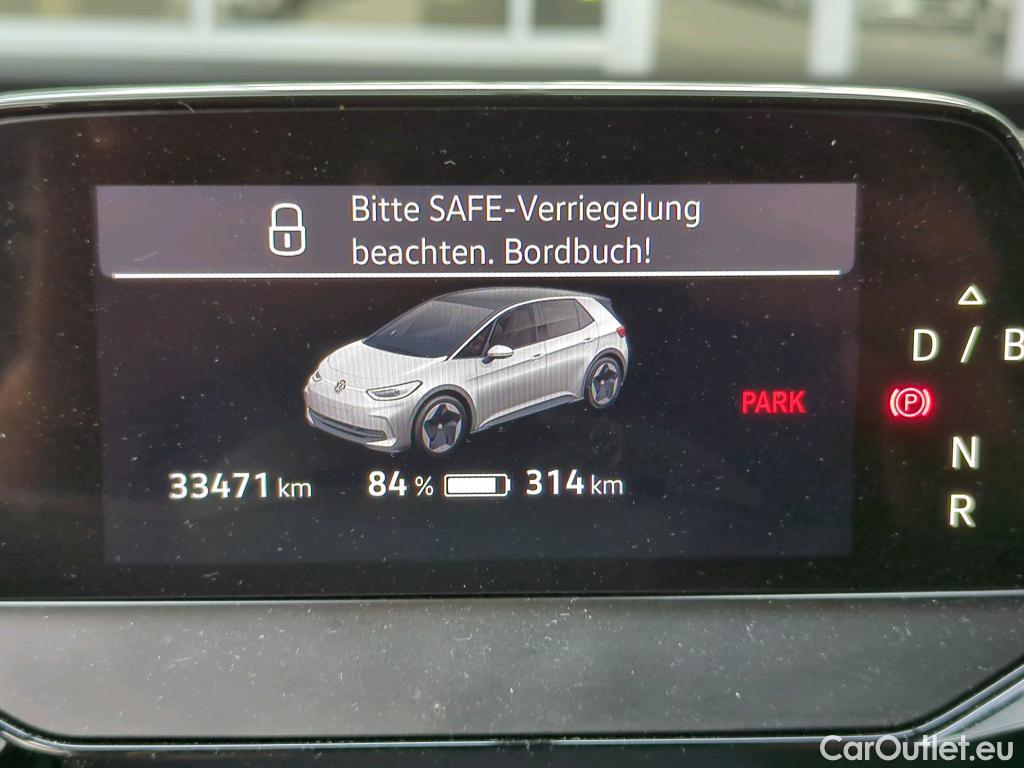 Bitte SAFE-Verriegelung
beachten. Bordbuch!
D / B
PARK
P
N
R
33471 km
84 %
314 km
CarOutlet.eu